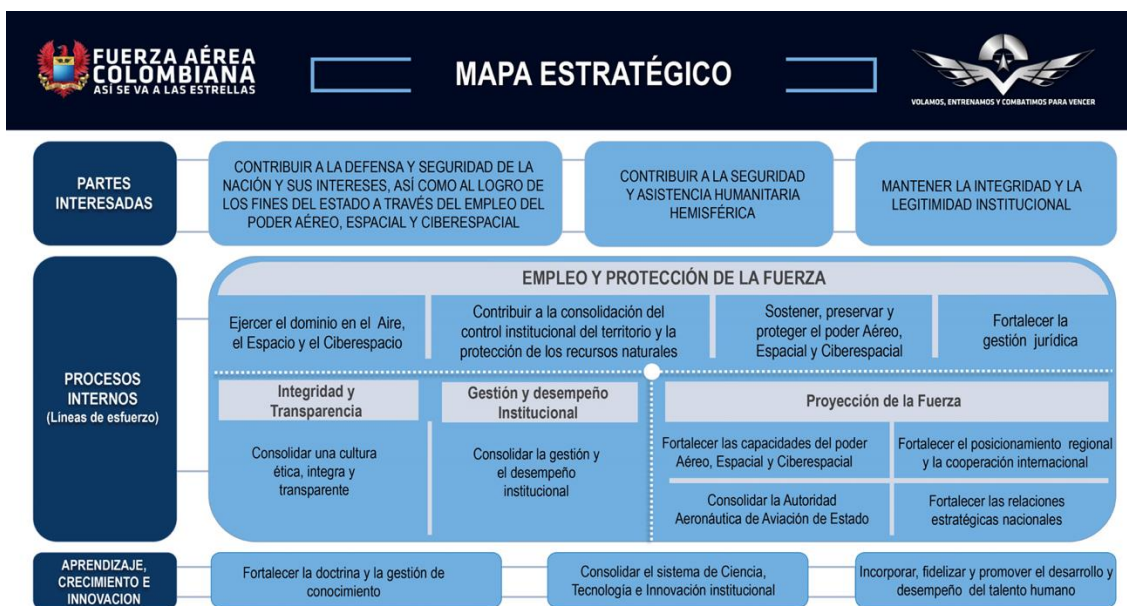 FUERZA AÉREA
COLOMBIANA
ASÍ SE VA A LAS ESTRELLAS
MAPA ESTRATÉGICO
VOLAMOS, ENTRENAMOS Y COMBATIMOS PARA VENCER
PARTES
INTERESADAS
CONTRIBUIR A LA DEFENSA Y SEGURIDAD DE LA
NACIÓN Y SUS INTERESES, ASÍ COMO AL LOGRO DE
LOS FINES DEL ESTADO A TRAVÉS DEL EMPLEO DEL
PODER AÉREO, ESPACIAL Y CIBERESPACIAL
CONTRIBUIR A LA SEGURIDAD
Y ASISTENCIA HUMANITARIA
HEMISFÉRICA
MANTENER LA INTEGRIDAD Y LA
LEGITIMIDAD INSTITUCIONAL
PROCESOS
INTERNOS
(Líneas de esfuerzo)
EMPLEO Y PROTECCIÓN DE LA FUERZA
Ejercer el dominio en el Aire,
el Espacio y el Ciberespacio
Contribuir a la consolidación del
control institucional del territorio y la
protección de los recursos naturales
Sostener, preservar y
proteger el poder Aéreo,
Espacial y Ciberespacial
Fortalecer la
gestión jurídica
Integridad y
Transparencia
Consolidar una cultura
ética, integra y
transparente
Gestión y desempeño
Institucional
Consolidar la gestión y
el desempeño
institucional
Proyección de la Fuerza
Fortalecer las capacidades del poder
Aéreo, Espacial y Ciberespacial
Fortalecer el posicionamiento regional
y la cooperación internacional
Consolidar la Autoridad
Aeronáutica de Aviación de Estado
Fortalecer las relaciones
estratégicas nacionales
APRENDIZAJE,
CRECIMIENTO E
INNOVACION
Fortalecer la doctrina y la gestión de
conocimiento
Consolidar el sistema de Ciencia,
Tecnología e Innovación institucional
Incorporar, fidelizar y promover el desarrollo y
desempeño del talento humano